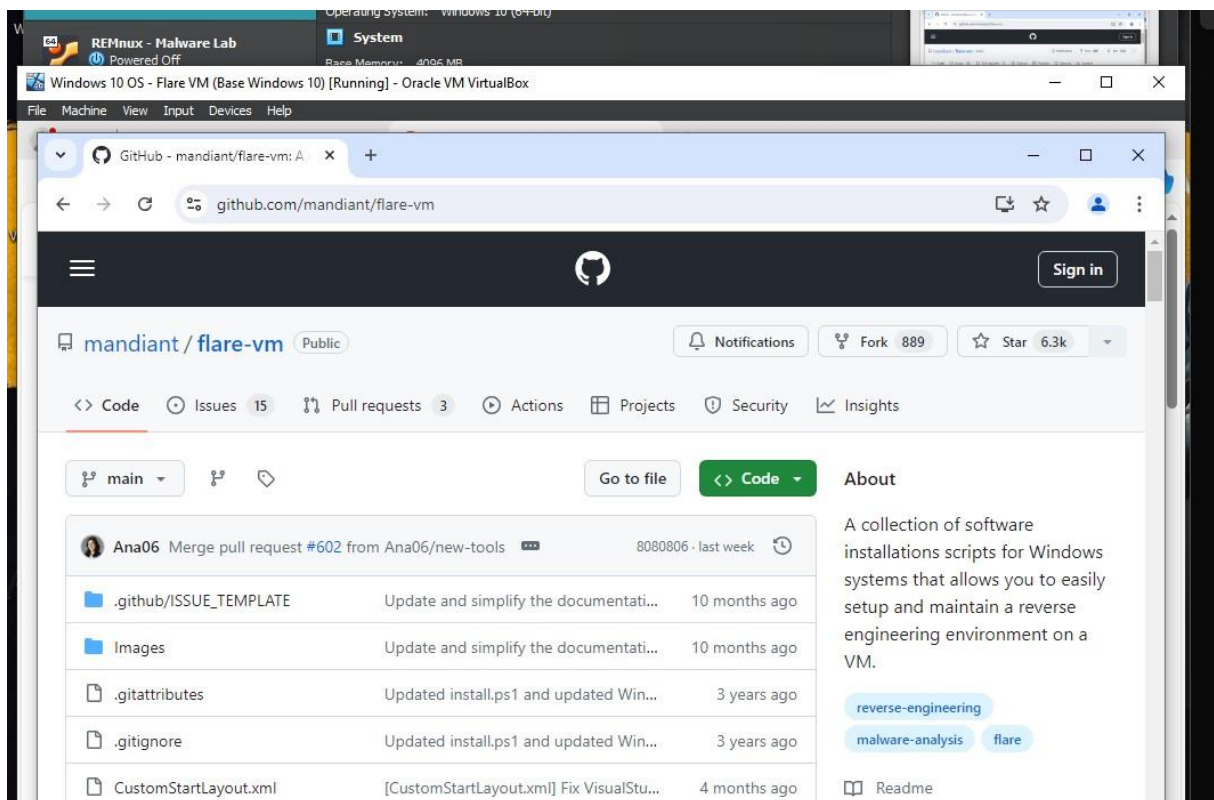 Operating System: Windows 10 (64-bit)
64
REMnux - Malware Lab
Powered Off
System
Base Memory: 4096 MB
Windows 10 OS - Flare VM (Base Windows 10) [Running] - Oracle VM VirtualBox
File Machine View Input Devices Help
GitHub - mandiant/flare-vm: A
github.com/mandiant/flare-vm
Sign in
mandiant / flare-vm Public
Notifications
Fork 889
Star 6.3k
Code
Issues 15
Pull requests 3
Actions
Projects
Security
Insights
main
Go to file
Code
Ana06 Merge pull request #602 from Ana06/new-tools 8080806 · last week
.github/ISSUE_TEMPLATE Update and simplify the documentati... 10 months ago
Images Update and simplify the documentati... 10 months ago
.gitattributes Updated install.ps1 and updated Win... 3 years ago
.gitignore Updated install.ps1 and updated Win... 3 years ago
CustomStartLayout.xml [CustomStartLayout.xml] Fix VisualStu... 4 months ago
About
A collection of software
installations scripts for Windows
systems that allows you to easily
setup and maintain a reverse
engineering environment on a
VM.
reverse-engineering
malware-analysis flare
Readme